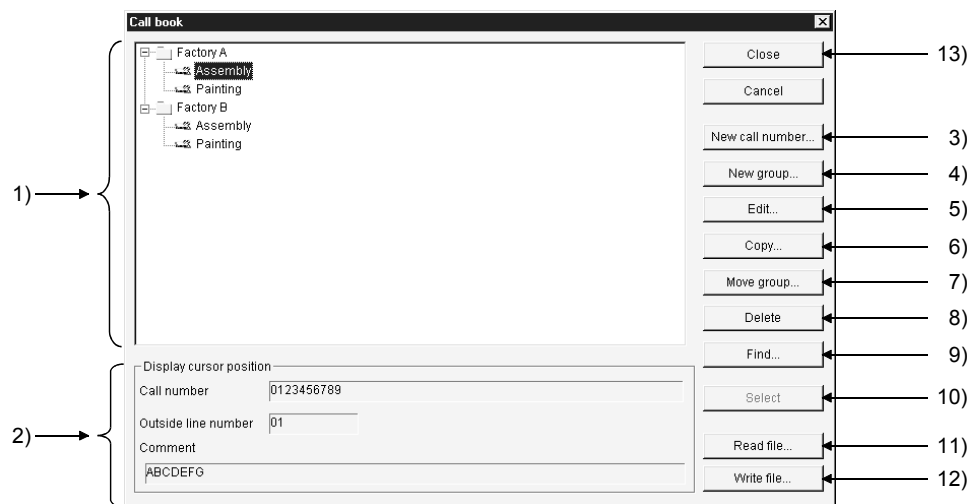 Call book
Factory A
Close
13)
Assembly
Painting
Cancel
Factory B
Assembly
New call number...
3)
Painting
New group...
4)
1)
Edit...
5)
Copy...
6)
Move group...
7)
Delete
8)
Find...
9)
Display cursor position
Call number
0123456789
Select
10)
Outside line number
01
2)
Comment
Read file...
11)
ABCDEFG
Write file...
12)